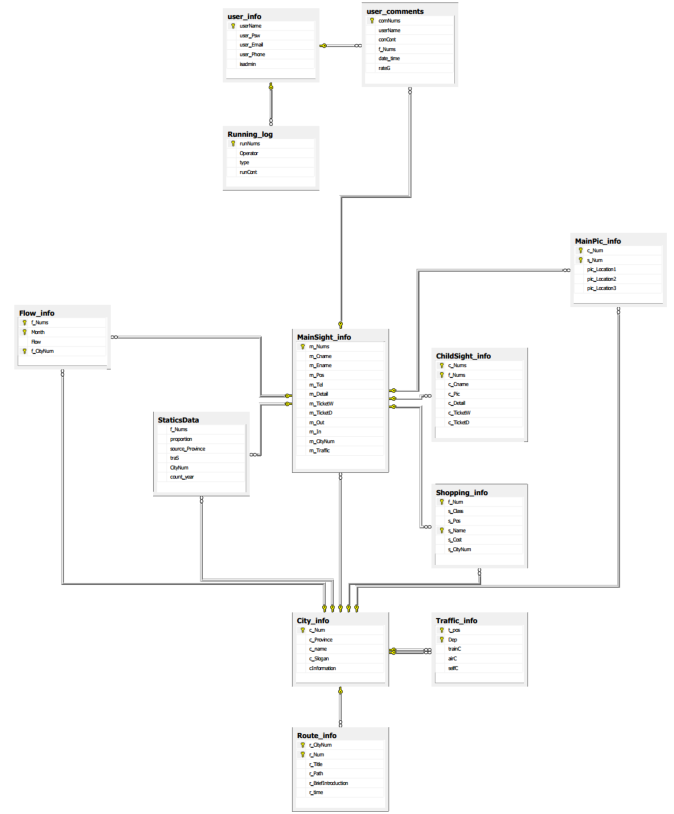 user_info
userName
user_Psw
user_Email
user_Phone
isadmin
user_comments
comNums
userName
comCont
f_Nums
date_time
rateG
Running_log
runNums
Operator
type
runCont
MainPic_info
c_Num
s_Num
pic_Location1
pic_Location2
pic_Location3
Flow_info
f_Nums
Month
Flow
f_CityNum
MainSight_info
m_Nums
m_Cname
m_Ename
m_Pos
m_Tel
m_Detail
m_TicketW
m_TicketD
m_Out
m_In
m_CityNum
m_Traffic
ChildSight_info
c_Nums
f_Nums
c_Cname
c_Pic
c_Detail
c_TicketW
c_TicketD
StaticsData
f_Nums
proportion
source_Province
CityNum
count_year
Shopping_info
f_Num
s_Class
s_Pos
s_Name
s_Cost
s_CityNum
City_info
c_Num
c_Province
c_name
c_Slogan
cInformation
Traffic_info
t_pos
Dep
trainC
airC
selfC
Route_info
r_CityNum
r_Num
r_Title
r_Path
r_BriefIntroduction
r_time